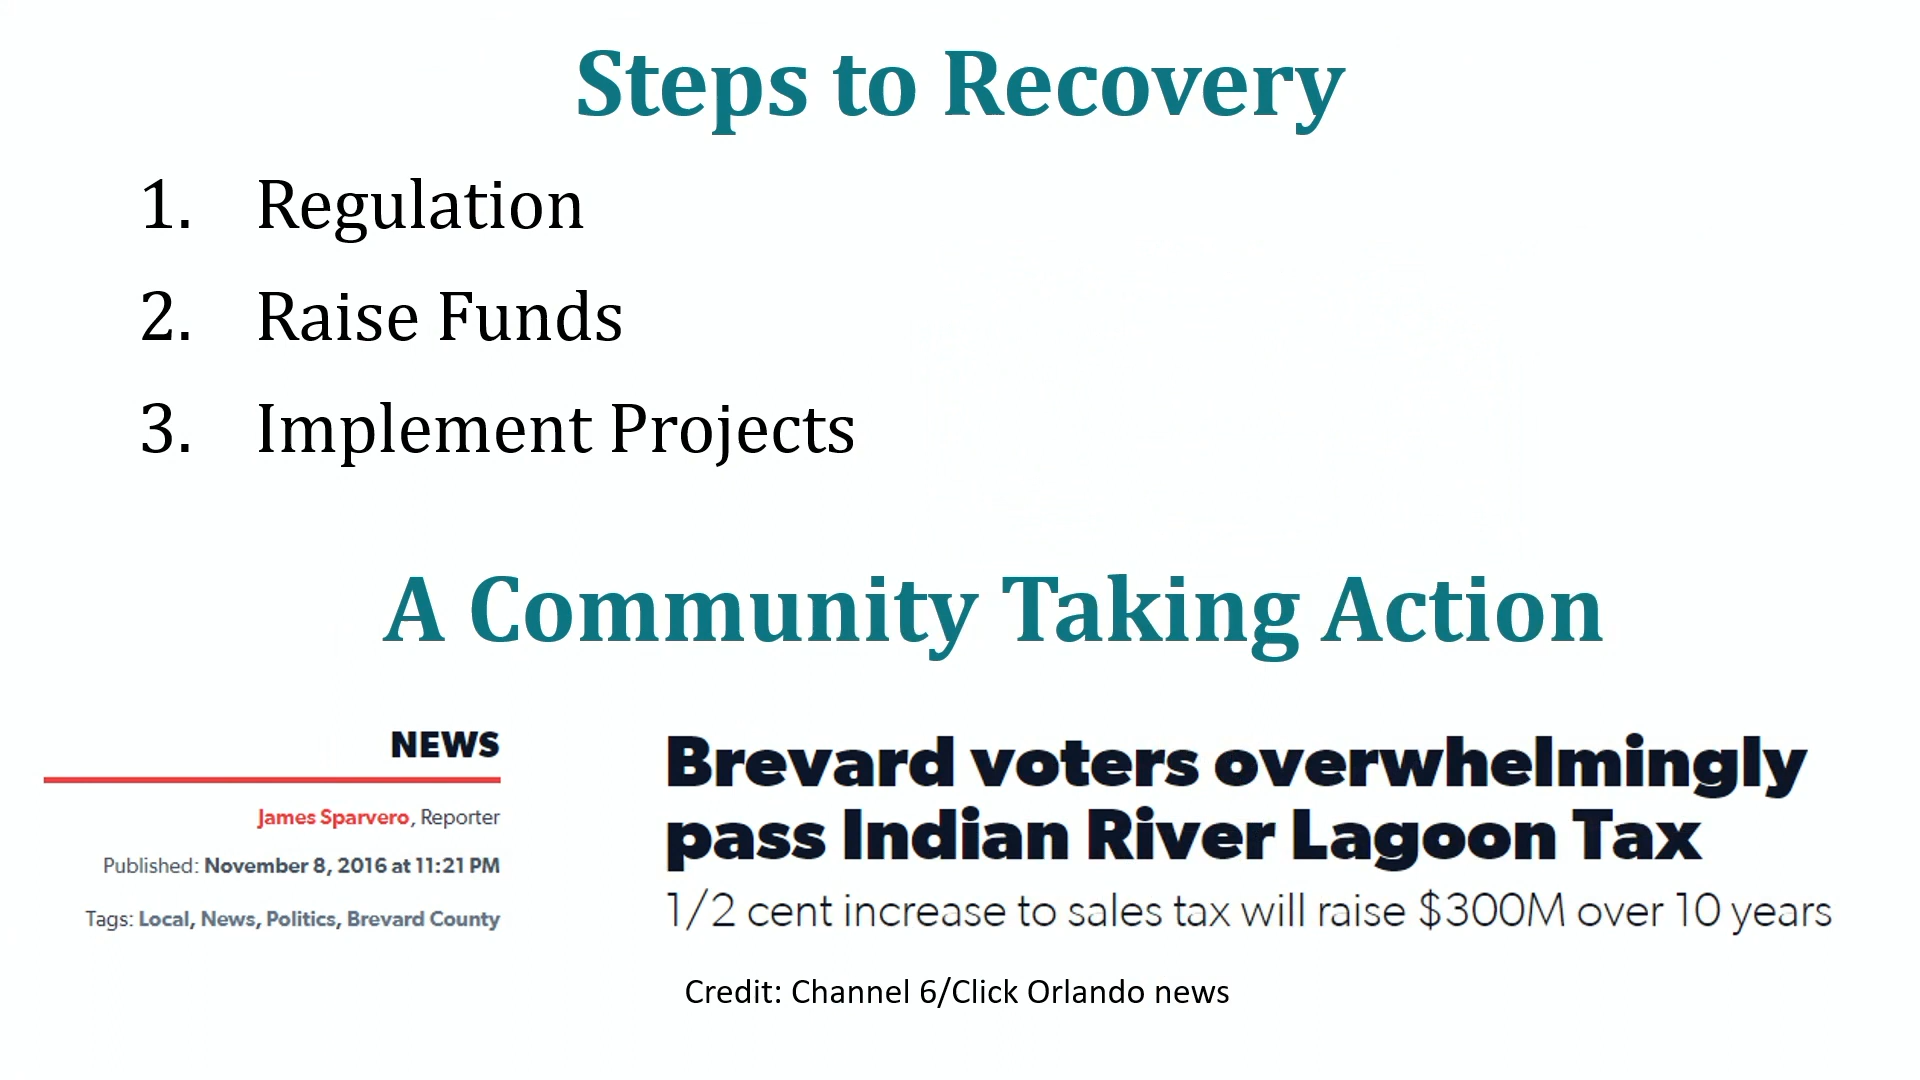 Steps to Recovery
1. Regulation
2. Raise Funds
3. Implement Projects
A Community Taking Action
NEWS
James Sparvero, Reporter
Published: November 8, 2016 at 11:21 PM
Tags: Local, News, Politics, Brevard County
Brevard voters overwhelmingly
pass Indian River Lagoon Tax
1/2 cent increase to sales tax will raise $300M over 10 years
Credit: Channel 6/Click Orlando news